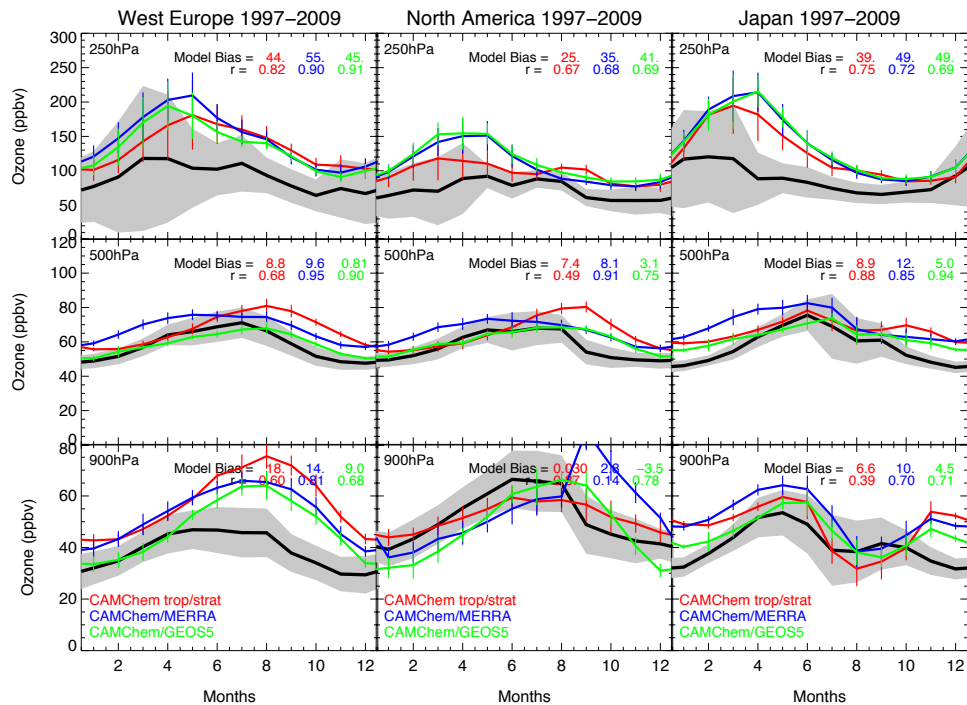 West Europe 1997-2009
North America 1997-2009
Japan 1997-2009
Ozone (ppbv)
300
250
200
150
100
50
0
250hPa
Model Bias = 44. 55. 45.
r = 0.82 0.90 0.91
250hPa
Model Bias = 25. 35. 41.
r = 0.67 0.68 0.69
250hPa
Model Bias = 39. 49. 49.
r = 0.75 0.72 0.69
Ozone (ppbv)
120
100
80
60
40
20
0
500hPa
Model Bias = 8.8 9.6 0.81
r = 0.68 0.95 0.90
500hPa
Model Bias = 7.4 8.1 3.1
r = 0.49 0.91 0.75
500hPa
Model Bias = 8.9 12. 5.0
r = 0.88 0.85 0.94
Ozone (ppbv)
80
60
40
20
0
900hPa
Model Bias = 18. 14. 9.0
r = 0.60 0.81 0.68
CAMChem trop/strat
CAMChem/MERRA
CAMChem/GEOS5
900hPa
Model Bias = 0.030 2.8 -3.5
r 0.14 0.78
CAMChem trop/strat
CAMChem/MERRA
CAMChem/GEOS5
900hPa
Model Bias = 6.6 10. 4.5
r = 0.39 0.70 0.71
CAMChem trop/strat
CAMChem/MERRA
CAMChem/GEOS5
2 4 6 8 10 12
2 4 6 8 10 12
2 4 6 8 10 12
Months
Months
Months